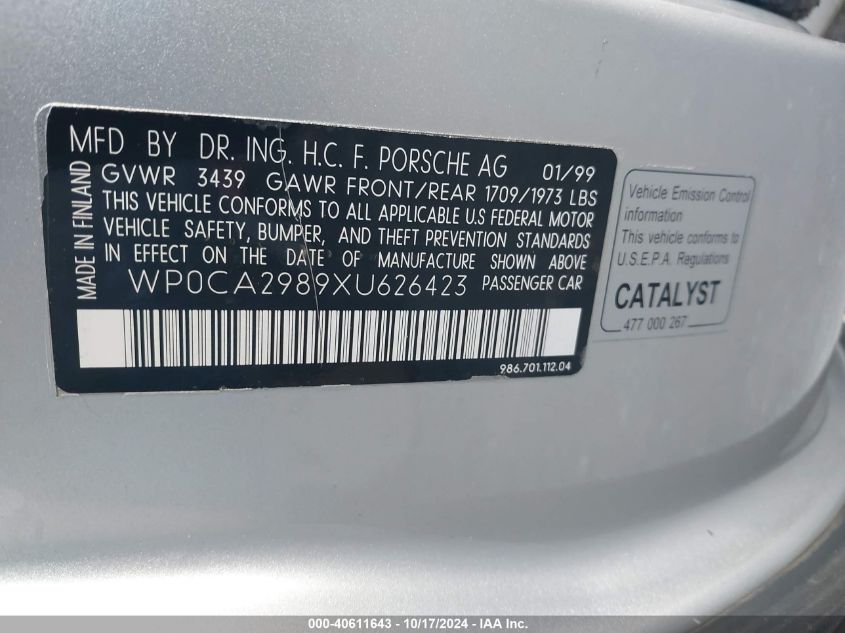 MFD BY DR. ING. H.C. F. PORSCHE AG 01/99
GVWR 3439 GAWR FRONT/REAR 1709/1973 LBS
THIS VEHICLE CONFORMS TO ALL APPLICABLE U.S FEDERAL MOTOR
VEHICLE SAFETY, BUMPER, AND THEFT PREVENTION STANDARDS
IN EFFECT ON THE DATE OF MANUFACTURE SHOWN ABOVE
WP0CA2989XU626423 PASSENGER CAR
986.701.112.04
MADE IN FINLAND
Vehicle Emission Control
information
This vehicle conforms to
U.S.E.P.A. Regulations
CATALYST
477 000 267
000-40611643 - 10/17/2024 - IAA Inc.